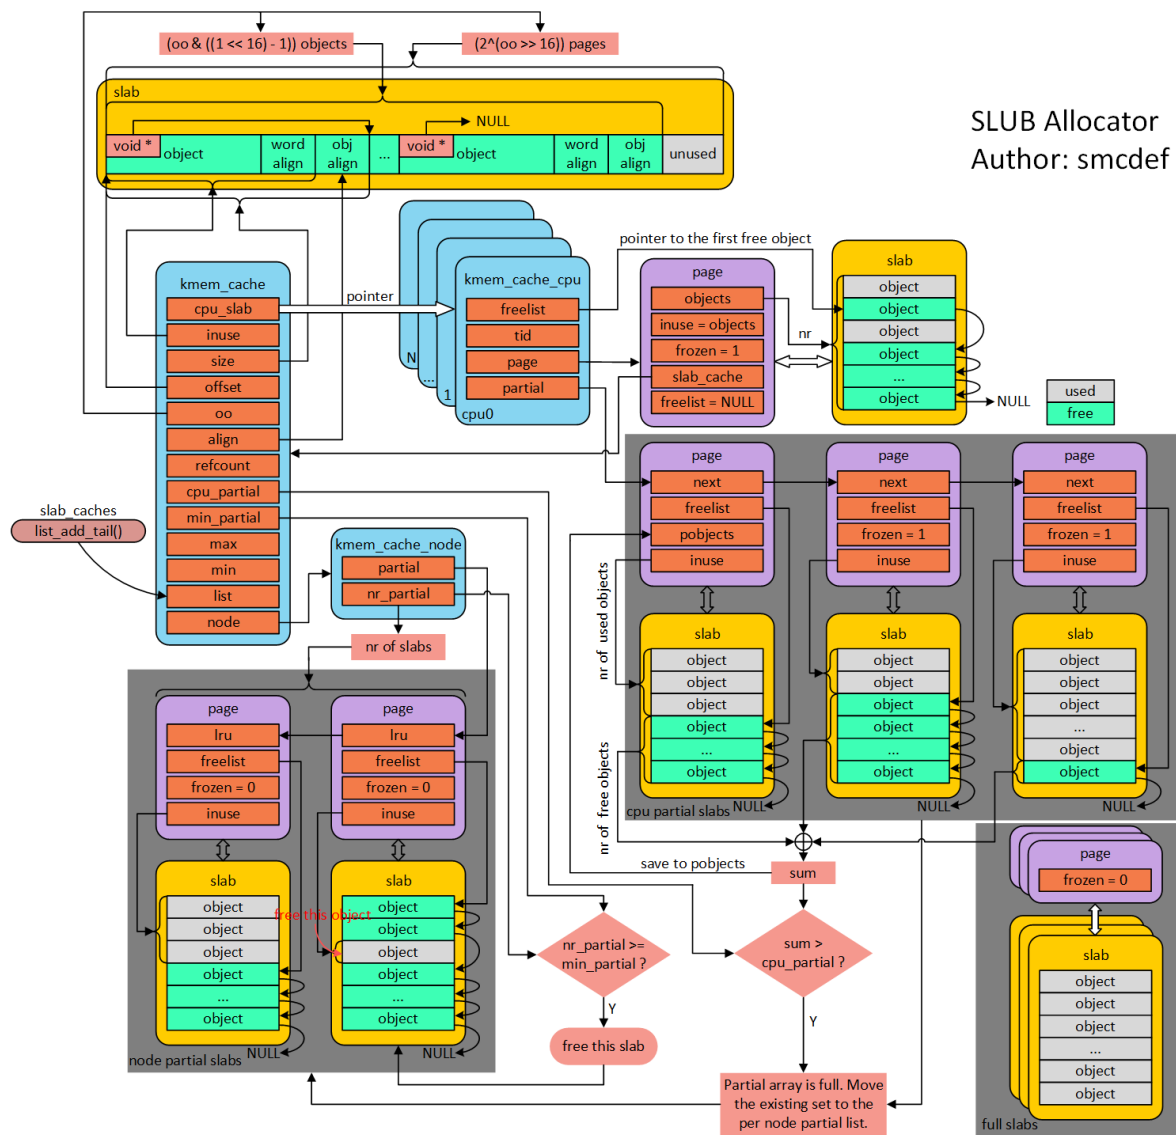 (oo & ((1 << 16) - 1)) objects
(2^(oo >> 16)) pages
slab
NULL
void *
object
word
align
obj
align
...
void *
object
word
align
obj
align
unused
SLUB Allocator
Author: smcdef
kmem_cache
cpu_slab
inuse
size
offset
oo
align
refcount
cpu_partial
min_partial
max
min
list
node
pointer
slab_caches
list_add_tail()
N
...
1
kmem_cache_cpu
freelist
tid
page
partial
cpu0
pointer to the first free object
page
objects
inuse = objects
frozen = 1
slab_cache
freelist = NULL
nr
slab
object
object
object
object
...
object
NULL
used
free
kmem_cache_node
partial
nr_partial
nr of slabs
page
next
freelist
pobjects
inuse
page
next
freelist
frozen = 1
inuse
page
next
freelist
frozen = 1
inuse
nr of used objects
nr of free objects
slab
object
object
object
object
...
object
NULL
slab
object
object
object
object
...
object
NULL
slab
object
object
object
...
object
object
NULL
cpu partial slabs
page
lru
freelist
frozen = 0
inuse
page
lru
freelist
frozen = 0
inuse
slab
object
object
object
object
...
object
NULL
slab
object
object
object
object
...
object
NULL
free this object
node partial slabs
save to pobjects
sum
nr_partial >=
min_partial ?
Y
free this slab
sum >
cpu_partial ?
Y
Partial array is full. Move
the existing set to the
per node partial list.
page
frozen = 0
slab
object
object
object
...
object
object
full slabs